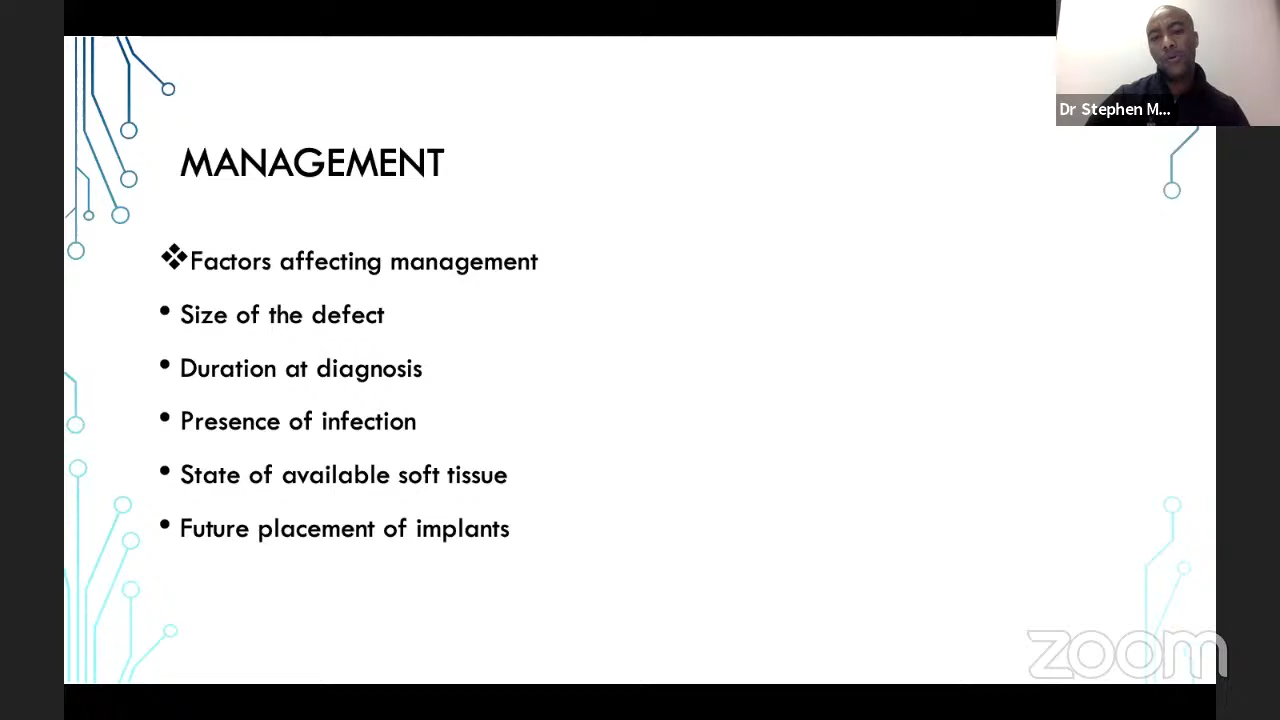 Dr Stephen M...
MANAGEMENT
❖Factors affecting management
• Size of the defect
• Duration at diagnosis
• Presence of infection
• State of available soft tissue
• Future placement of implants
zoom